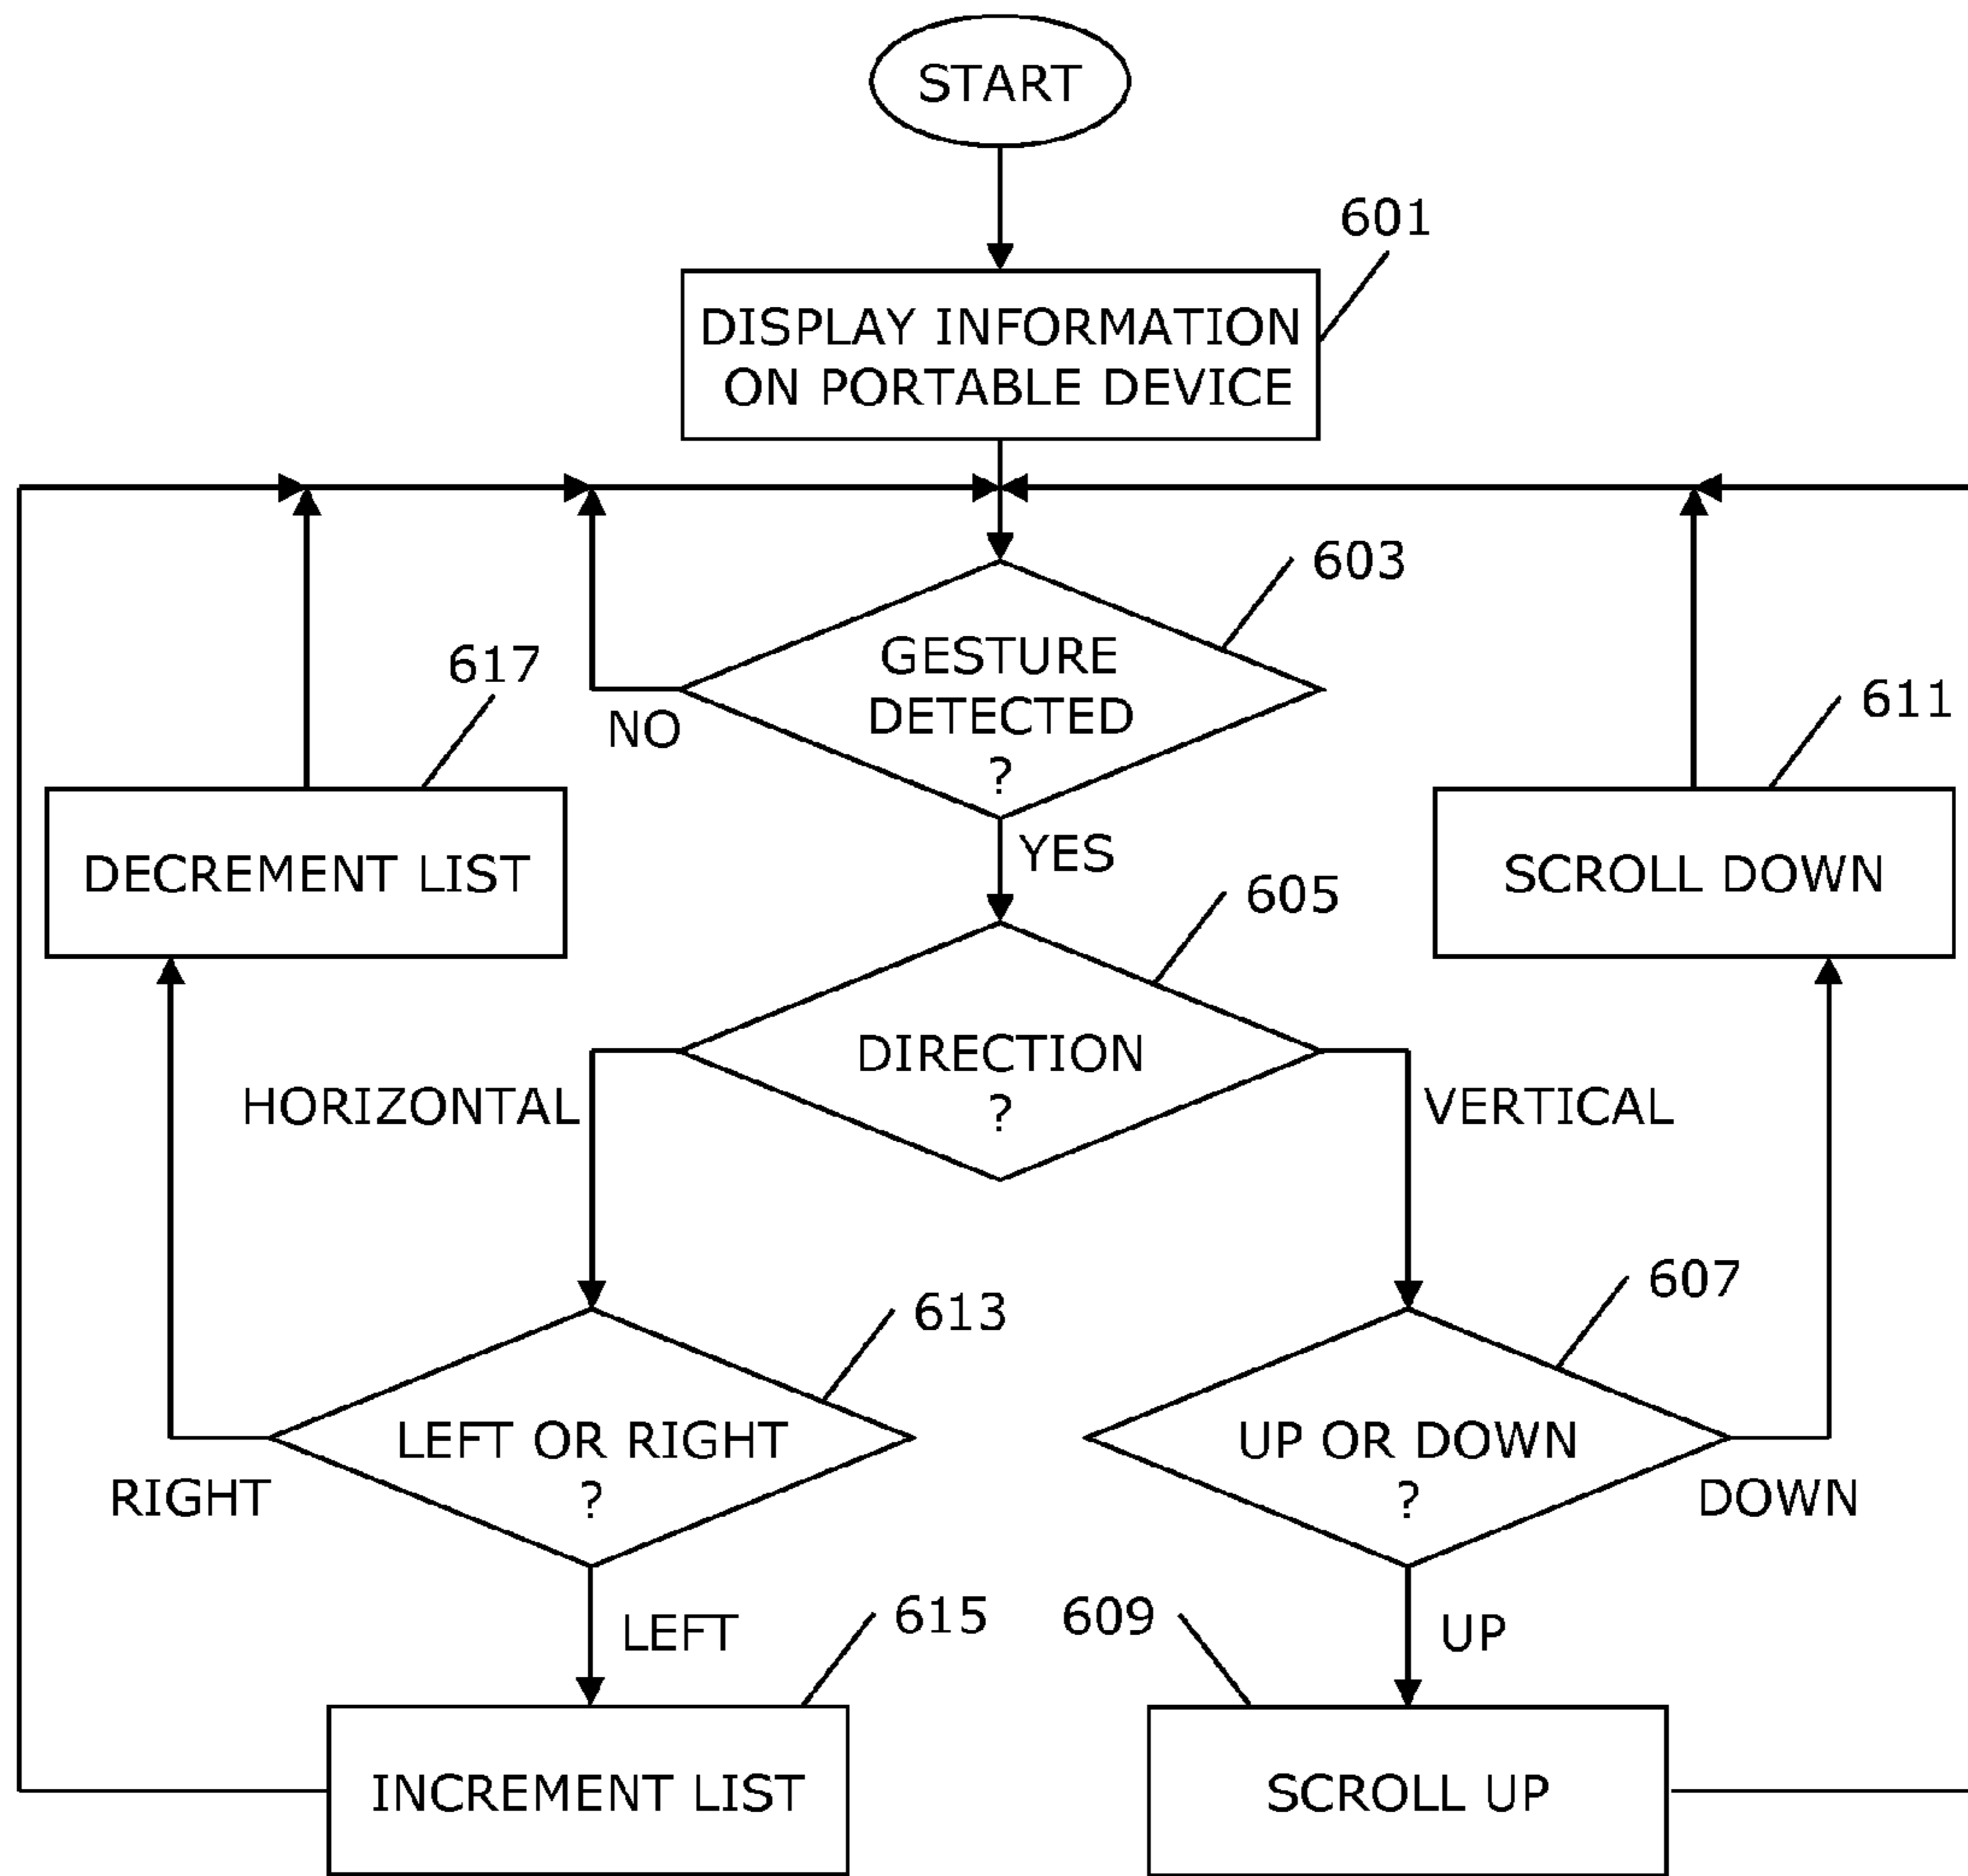 START
601
DISPLAY INFORMATION
ON PORTABLE DEVICE
603
GESTURE
DETECTED
?
NO
YES
617
DECREMENT LIST
611
SCROLL DOWN
605
DIRECTION
?
HORIZONTAL
VERTICAL
613
LEFT OR RIGHT
?
RIGHT
LEFT
607
UP OR DOWN
?
DOWN
UP
615
INCREMENT LIST
609
SCROLL UP